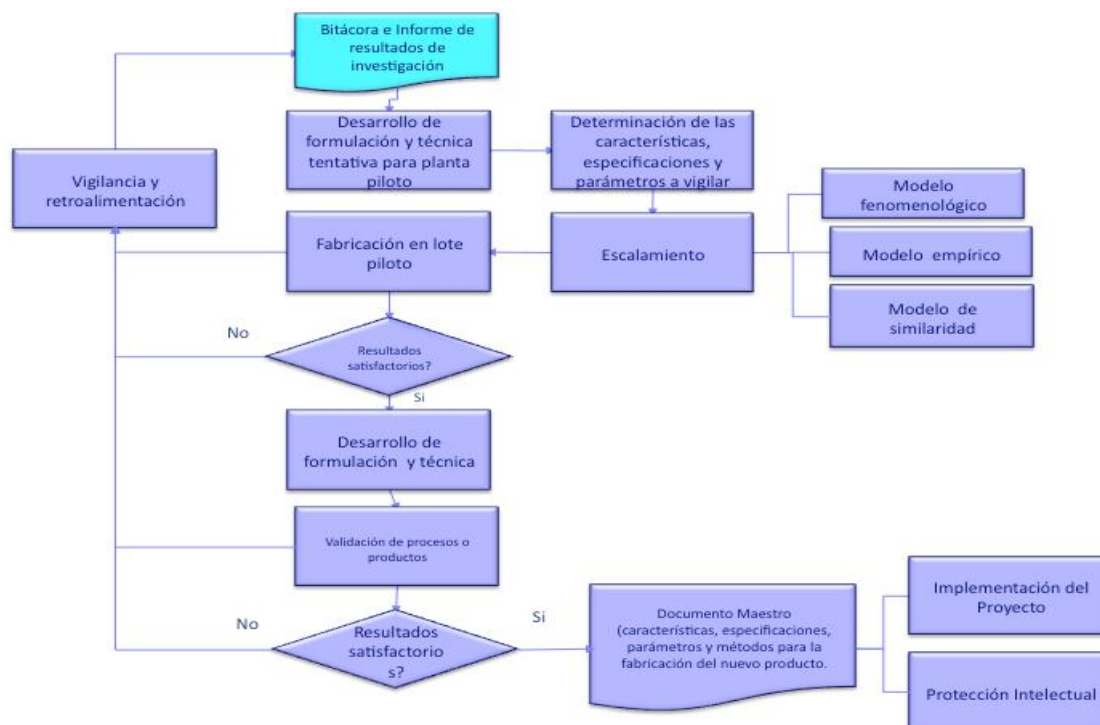 Bitácora e Informe de
resultados de
investigación
Desarrollo de
formulación y técnica
tentativa para planta
piloto
Determinación de las
características,
especificaciones y
parámetros a vigilar
Vigilancia y
retroalimentación
Modelo
fenomenológico
Fabricación en lote
piloto
Escalamiento
Modelo empírico
Modelo de
similaridad
No
Resultados
satisfactorios?
Si
Desarrollo de
formulación y técnica
Validación de procesos o
productos
No
Resultados
satisfactorio
s?
Si
Documento Maestro
(características, especificaciones,
parámetros y métodos para la
fabricación del nuevo producto.
Implementación del
Proyecto
Protección Intelectual